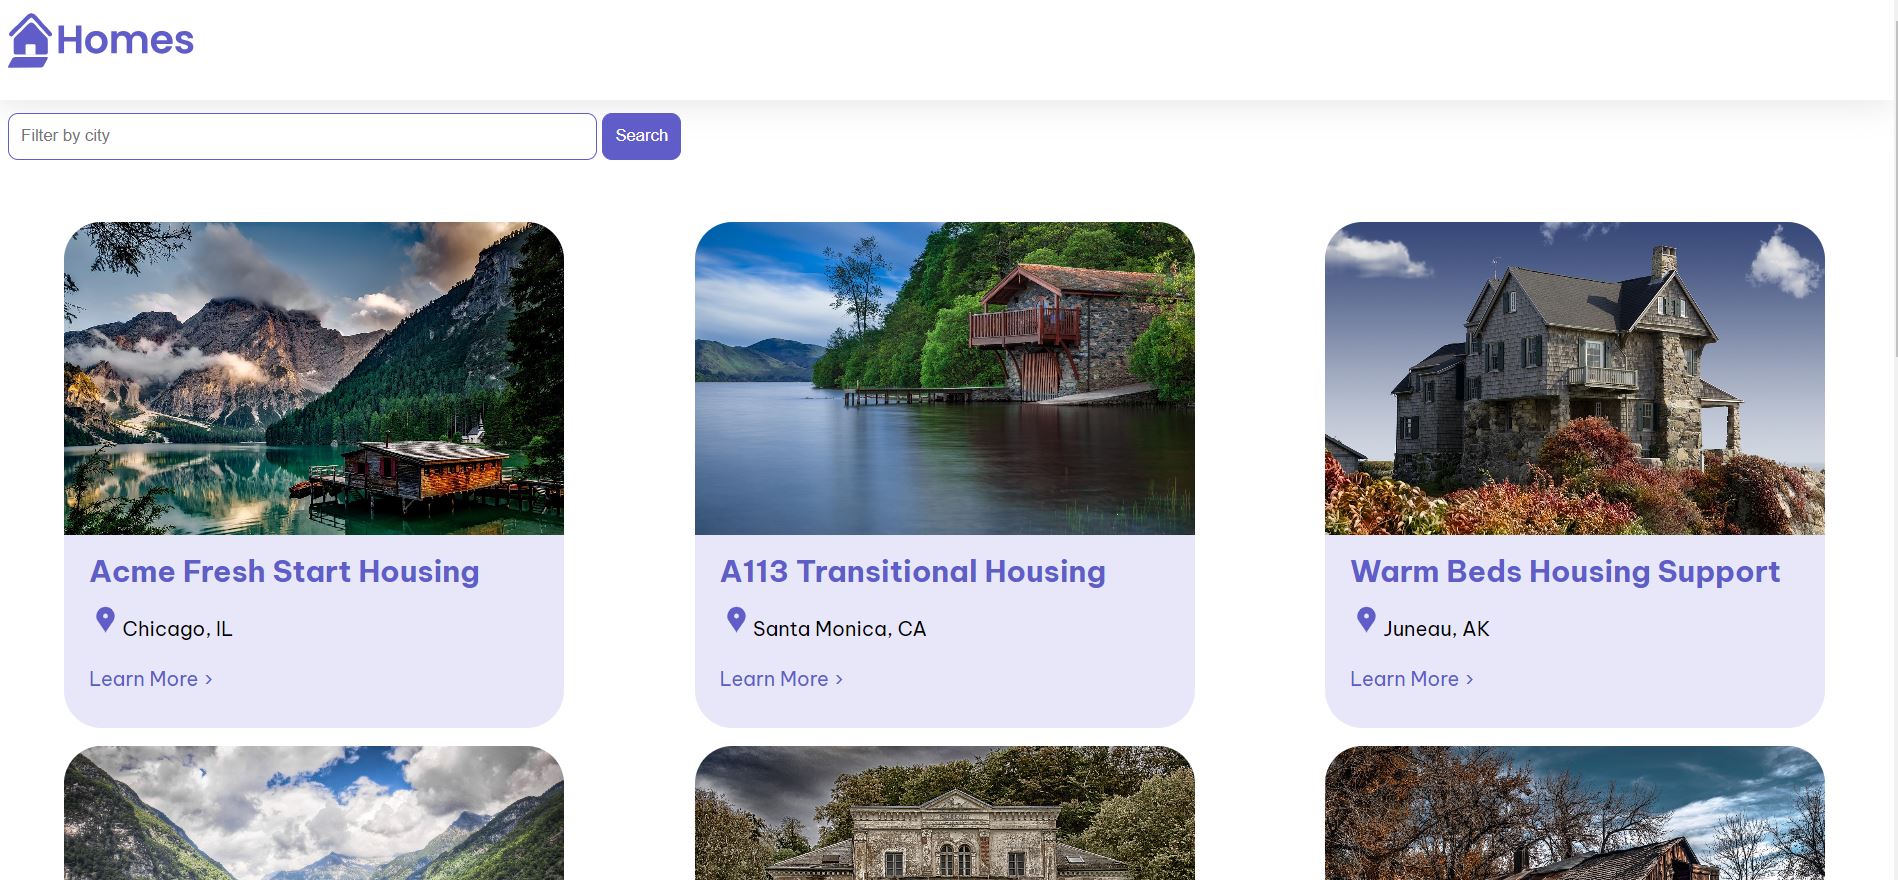 Homes
Filter by city
Search
Acme Fresh Start Housing
Chicago, IL
Learn More >
A113 Transitional Housing
Santa Monica, CA
Learn More >
Warm Beds Housing Support
Juneau, AK
Learn More >